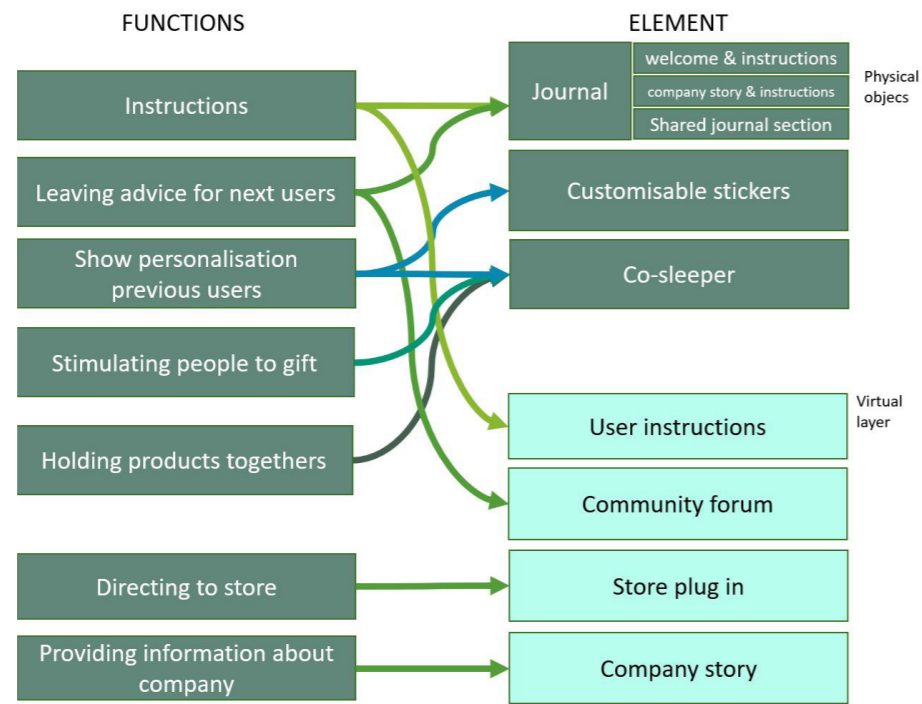 FUNCTIONS
Instructions
Leaving advice for next users
Show personalisation
previous users
Stimulating people to gift
Holding products togethers
Directing to store
Providing information about
company
ELEMENT
Journal
welcome & instructions
company story & instructions
Shared journal section
Physical
objecs
Customisable stickers
Co-sleeper
User instructions
Virtual
layer
Community forum
Store plug in
Company story